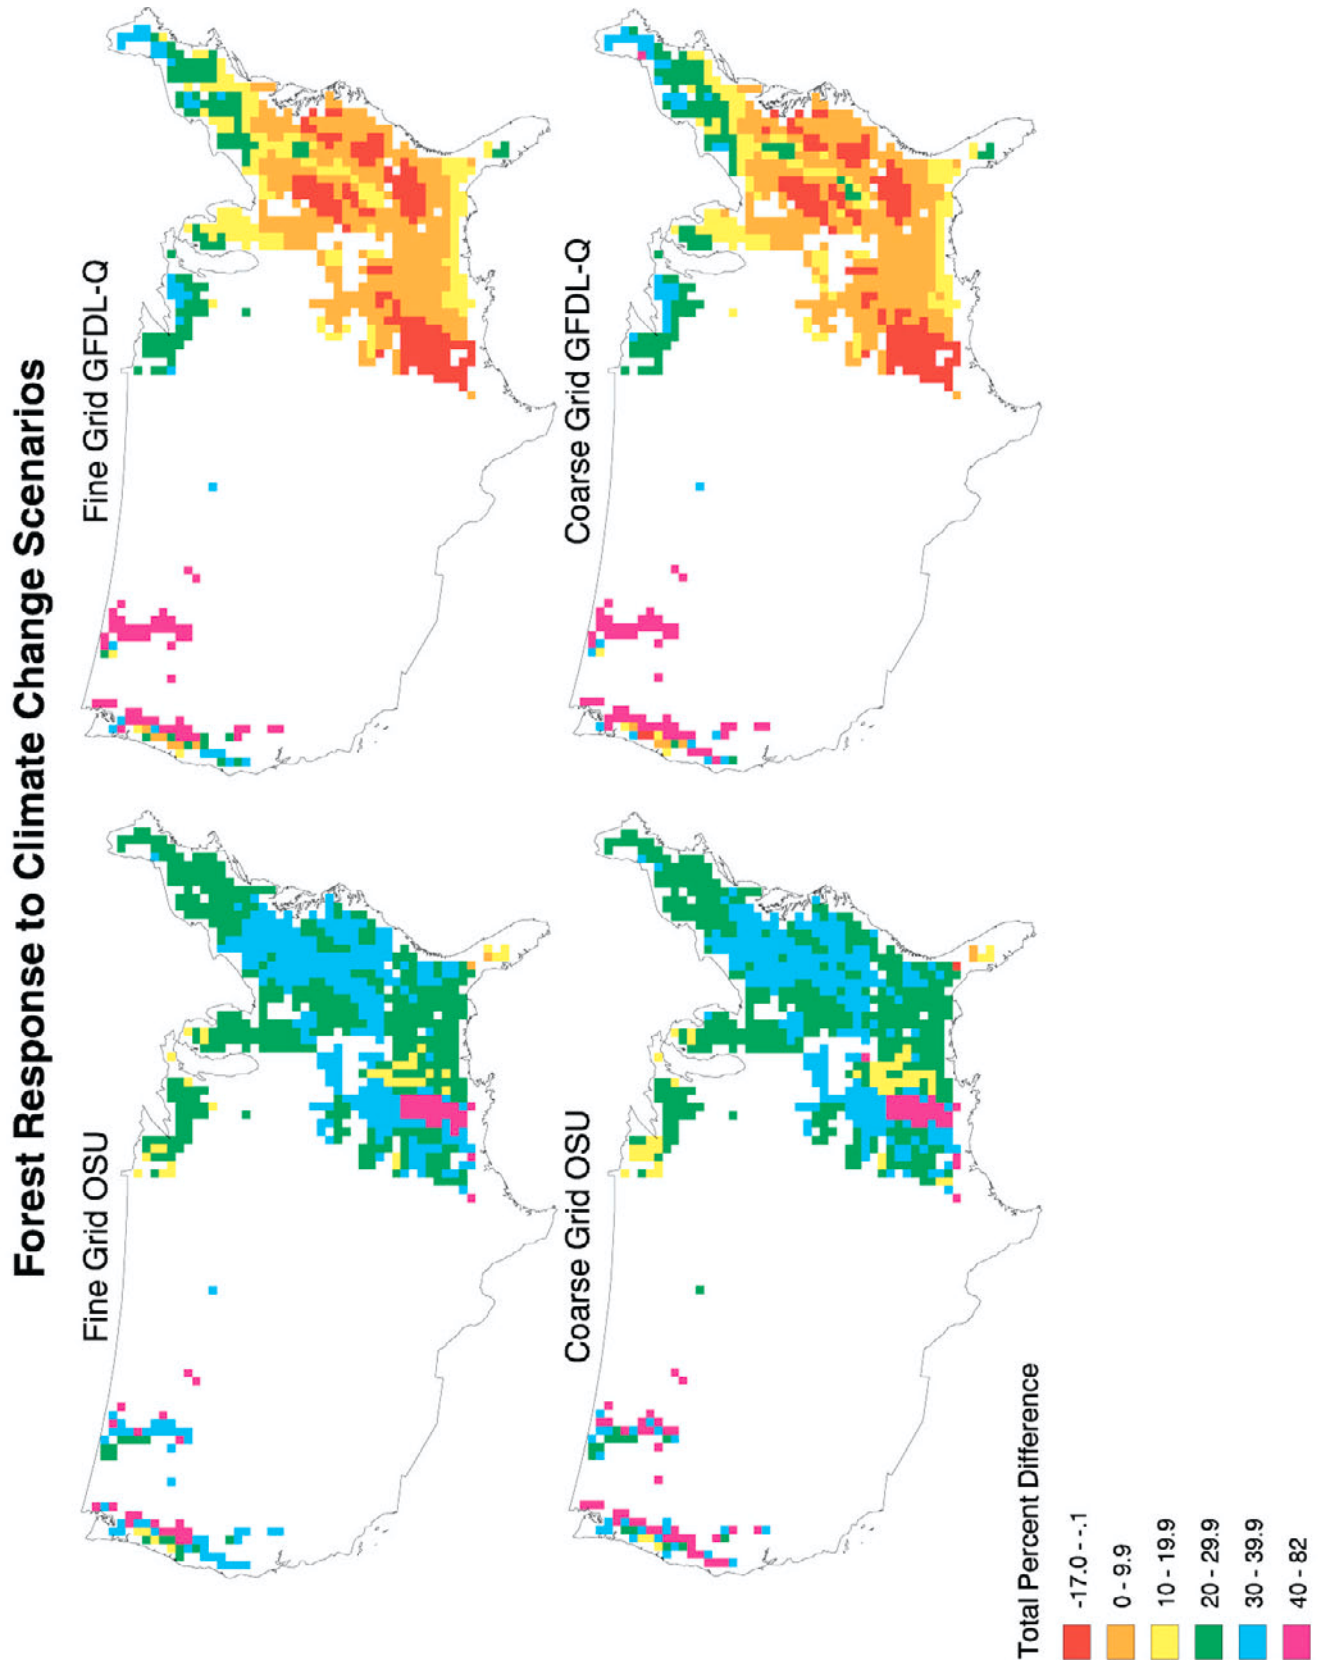 Forest Response to Climate Change Scenarios
Fine Grid OSU
Fine Grid GFDL-Q
Coarse Grid OSU
Coarse Grid GFDL-Q
Total Percent Difference
-17.0 - -.1
0 - 9.9
10 - 19.9
20 - 29.9
30 - 39.9
40 - 82